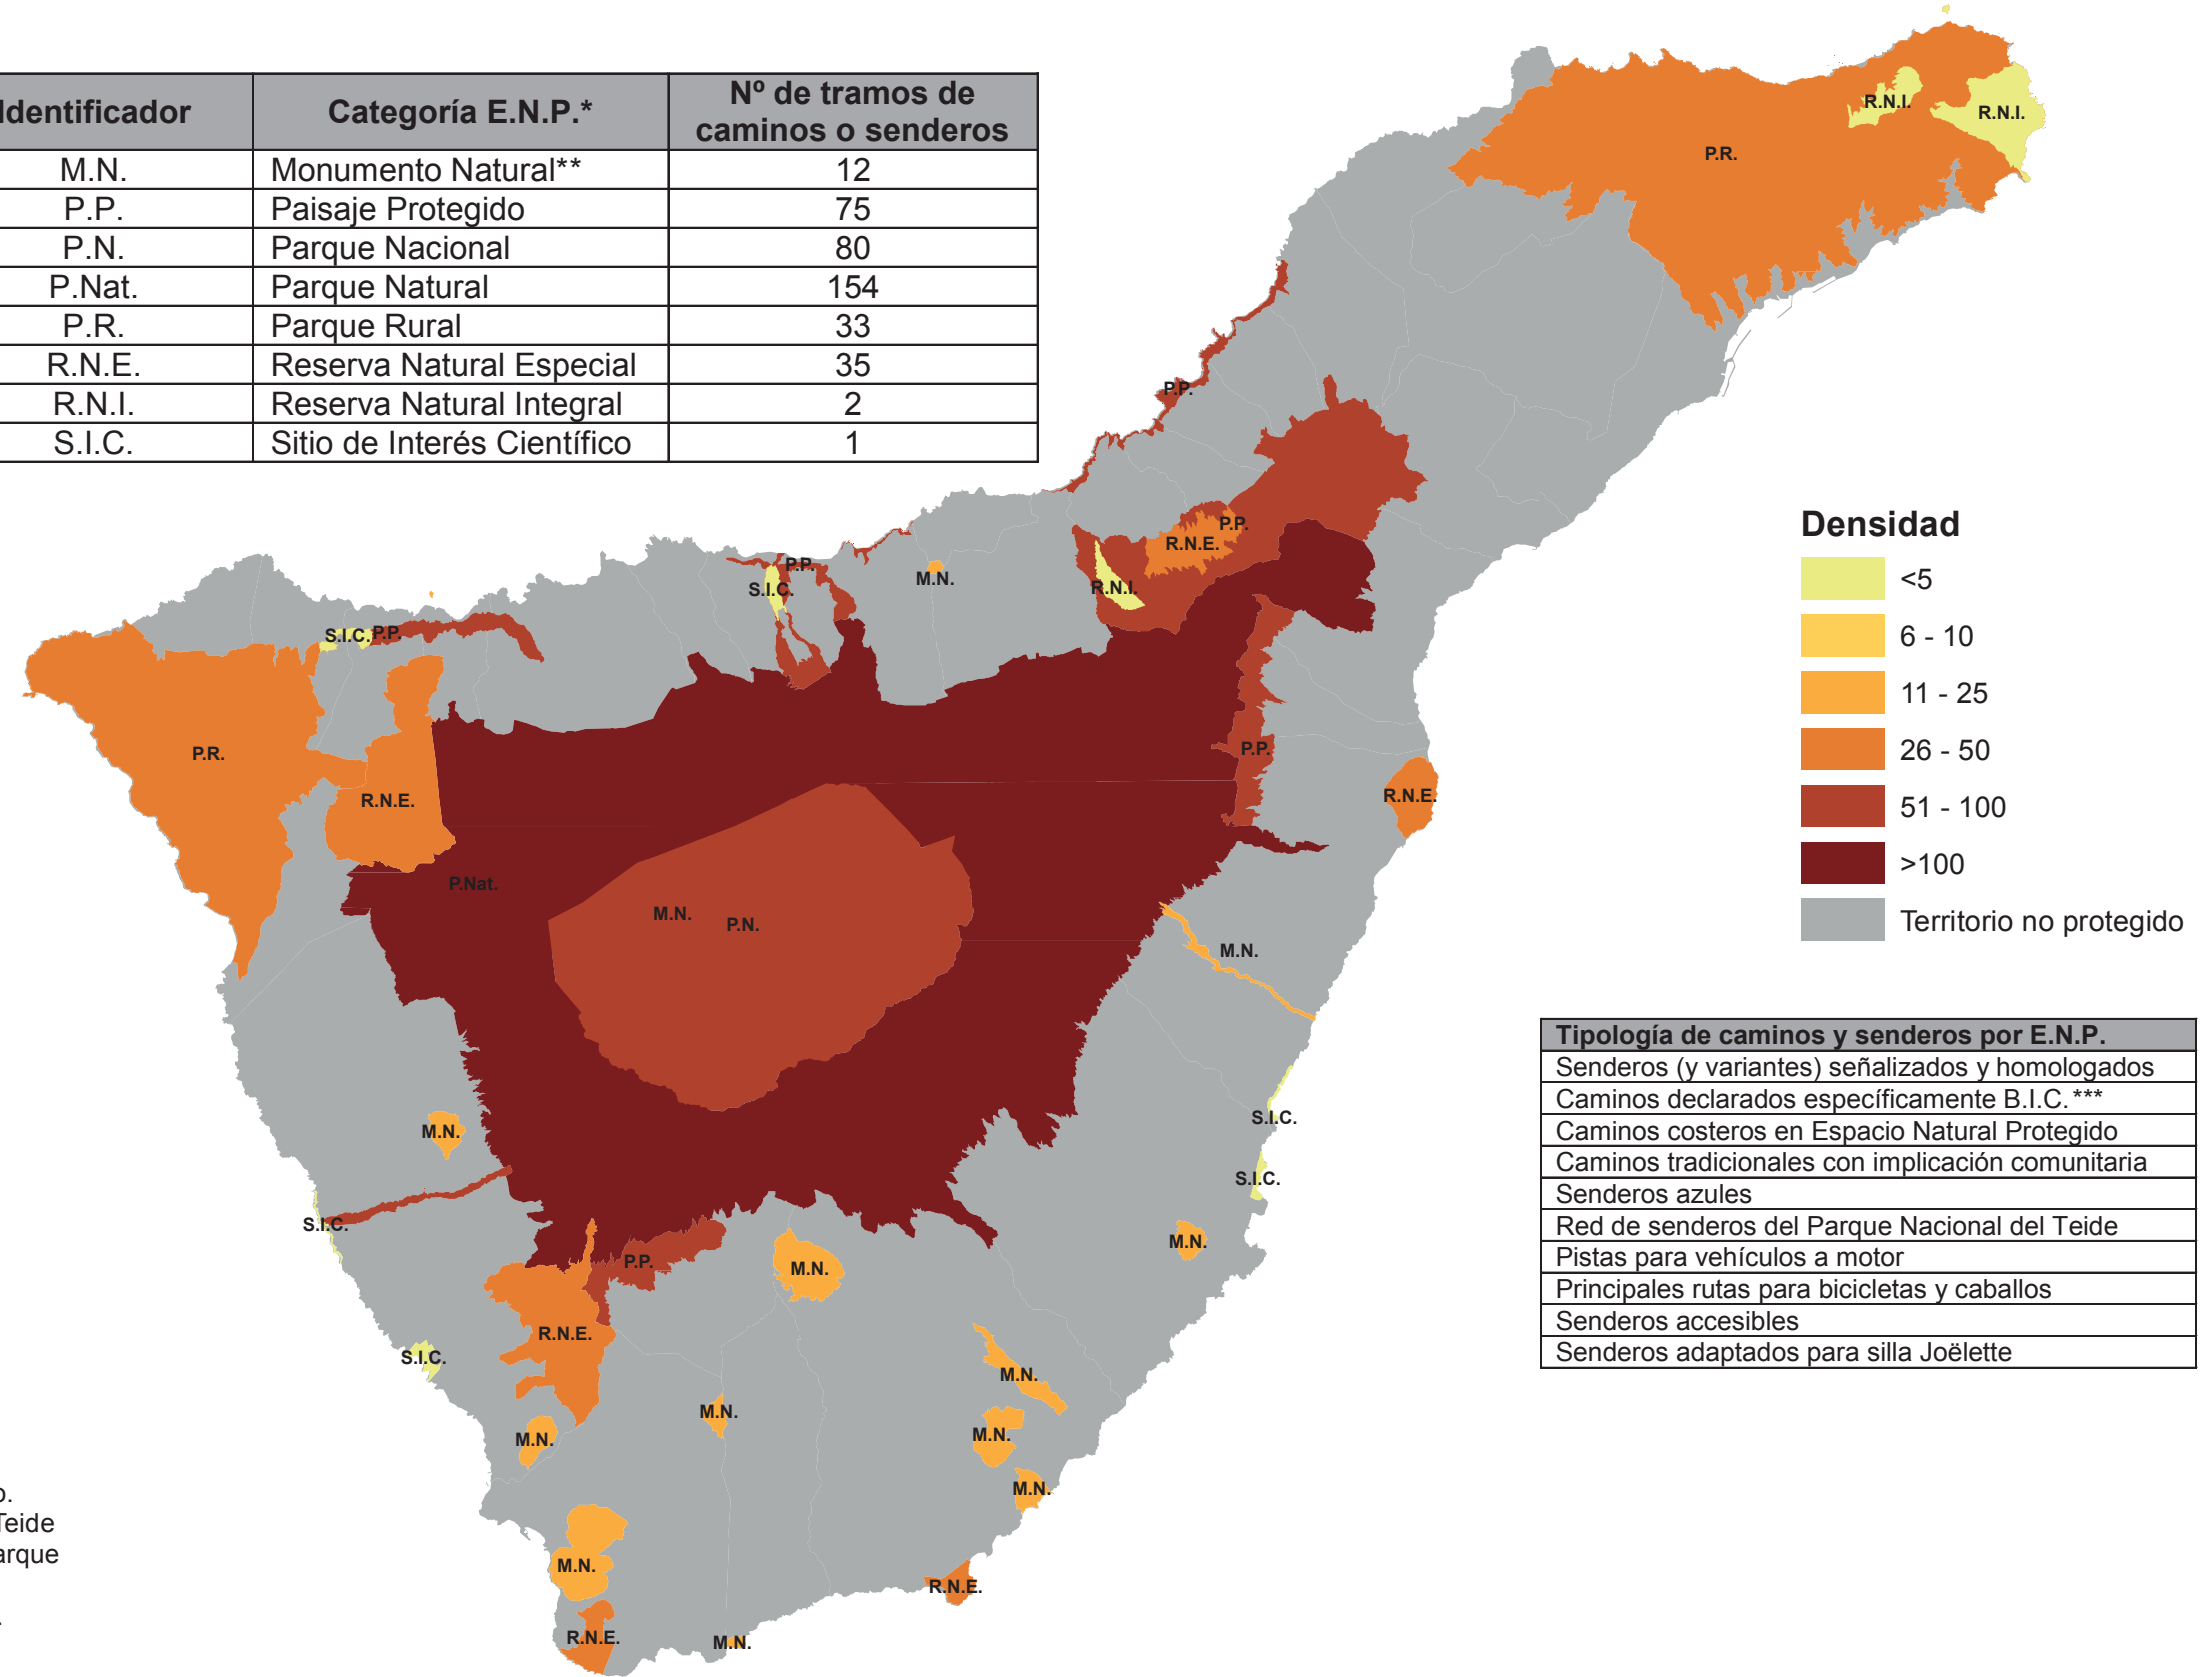 Identificador Categoría E.N.P.* Nº de tramos de caminos o senderos
M.N. Monumento Natural** 12
P.P. Paisaje Protegido 75
P.N. Parque Nacional 80
P.Nat. Parque Natural 154
P.R. Parque Rural 33
R.N.E. Reserva Natural Especial 35
R.N.I. Reserva Natural Integral 2
S.I.C. Sitio de Interés Científico 1
R.N.I.
R.N.I.
P.R.
P.P.
P.P.
R.N.E.
R.N.I.
M.N.
P.P.
S.I.C.
S.I.C.
P.P.
P.R.
R.N.E.
P.P.
R.N.E.
P.Nat.
M.N.
P.N.
M.N.
S.I.C.
M.N.
S.I.C.
S.I.C.
M.N.
P.P.
M.N.
R.N.E.
S.I.C.
M.N.
M.N.
M.N.
M.N.
M.N.
M.N.
R.N.E.
R.N.E.
M.N.
Densidad
<5
6 - 10
11 - 25
26 - 50
51 - 100
>100
Territorio no protegido
Tipología de caminos y senderos por E.N.P.
Senderos (y variantes) señalizados y homologados
Caminos declarados específicamente B.I.C.***
Caminos costeros en Espacio Natural Protegido
Caminos tradicionales con implicación comunitaria
Senderos azules
Red de senderos del Parque Nacional del Teide
Pistas para vehículos a motor
Principales rutas para bicicletas y caballos
Senderos accesibles
Senderos adaptados para silla Joëlette
Teide